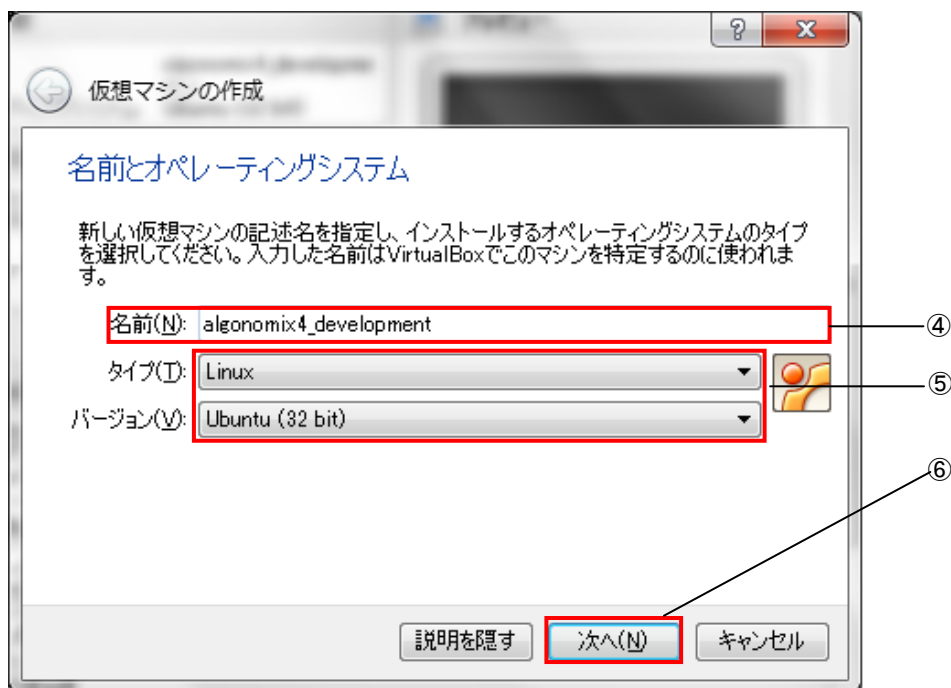 プレビュー
仮想マシンの作成
名前とオペレーティングシステム
新しい仮想マシンの記述名を指定し、インストールするオペレーティングシステムのタイプ
を選択してください。入力した名前はVirtualBoxでこのマシンを特定するのに使われま
す。
名前(N): algonomix4_development ④
タイプ(T): Linux ⑤
バージョン(V): Ubuntu (32 bit)
⑥
説明を隠す 次へ(N) キャンセル